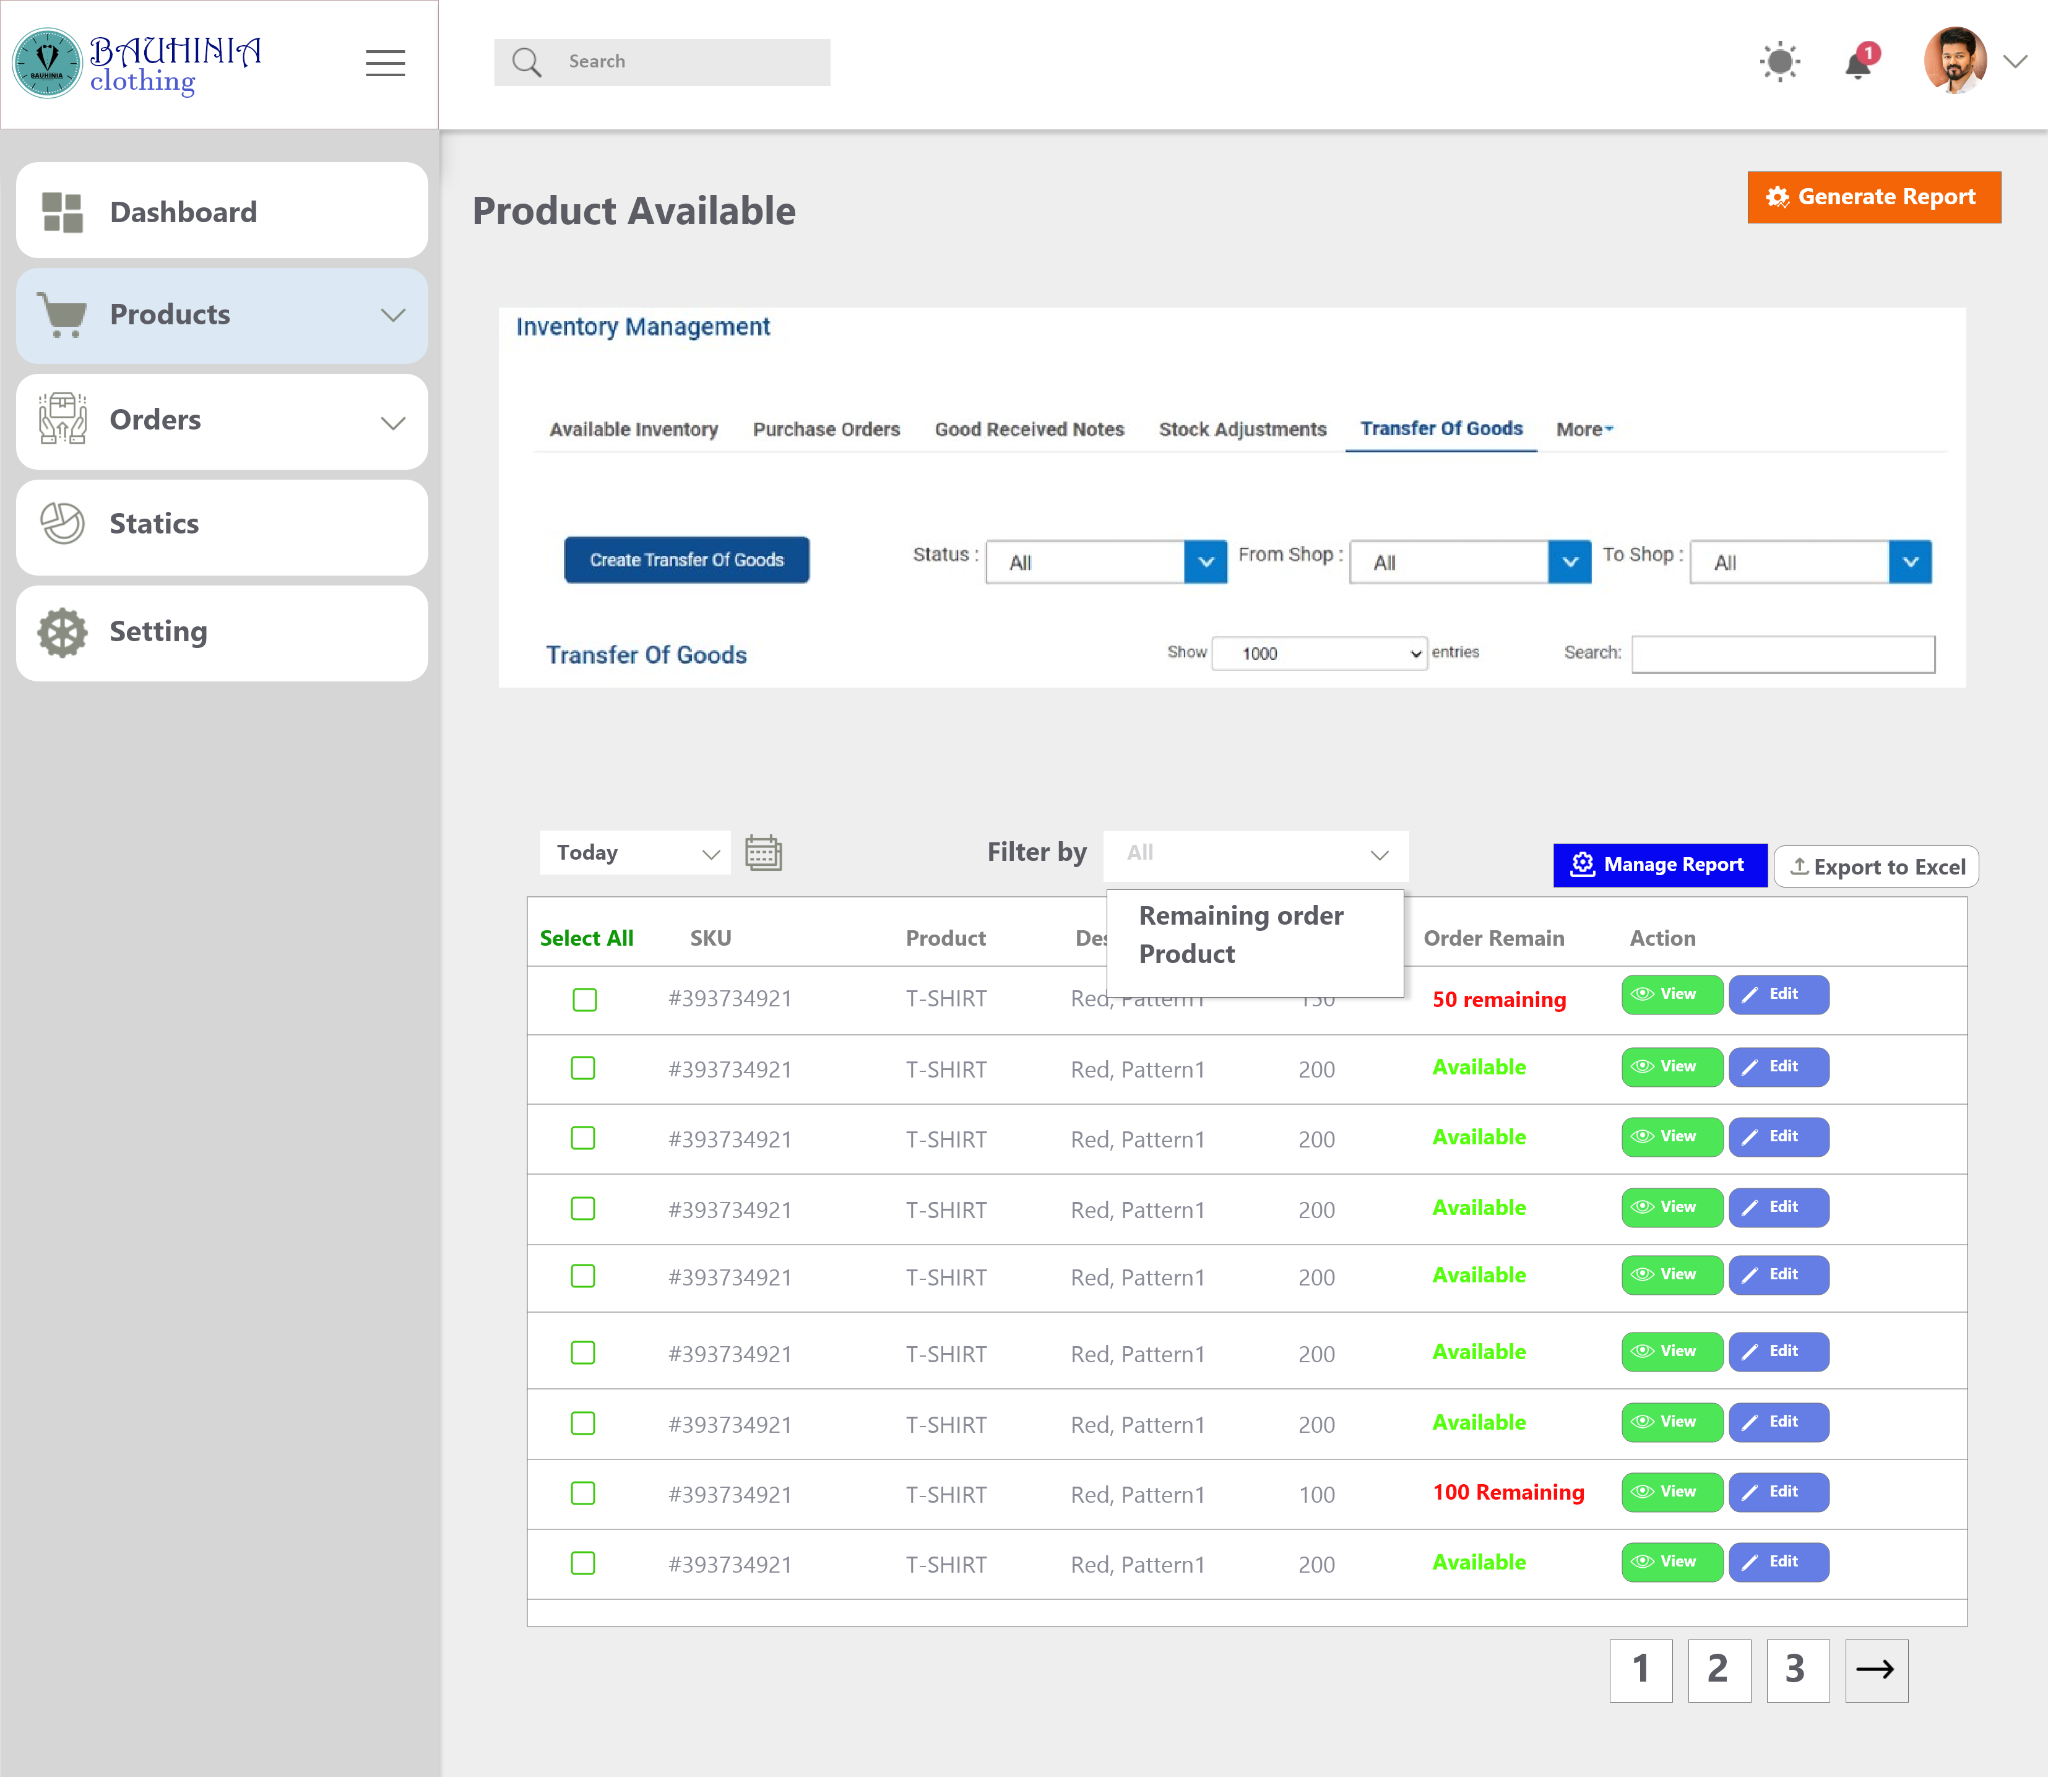 BAUHINIA
clothing
BAUHINIA
Search
1
Dashboard
Products
Orders
Statics
Setting
Product Available
Generate Report
Inventory Management
Available Inventory Purchase Orders Good Received Notes Stock Adjustments Transfer Of Goods More
Create Transfer Of Goods Status : All From Shop : All To Shop : All
Transfer Of Goods Show 1000 entries Search:
Today Filter by All Manage Report Export to Excel
Remaining order
Product
Select All SKU Product Order Remain Action
#393734921 T-SHIRT Red, Pattern1 150 50 remaining View Edit
#393734921 T-SHIRT Red, Pattern1 200 Available View Edit
#393734921 T-SHIRT Red, Pattern1 200 Available View Edit
#393734921 T-SHIRT Red, Pattern1 200 Available View Edit
#393734921 T-SHIRT Red, Pattern1 200 Available View Edit
#393734921 T-SHIRT Red, Pattern1 200 Available View Edit
#393734921 T-SHIRT Red, Pattern1 200 Available View Edit
#393734921 T-SHIRT Red, Pattern1 100 100 Remaining View Edit
#393734921 T-SHIRT Red, Pattern1 200 Available View Edit
1 2 3